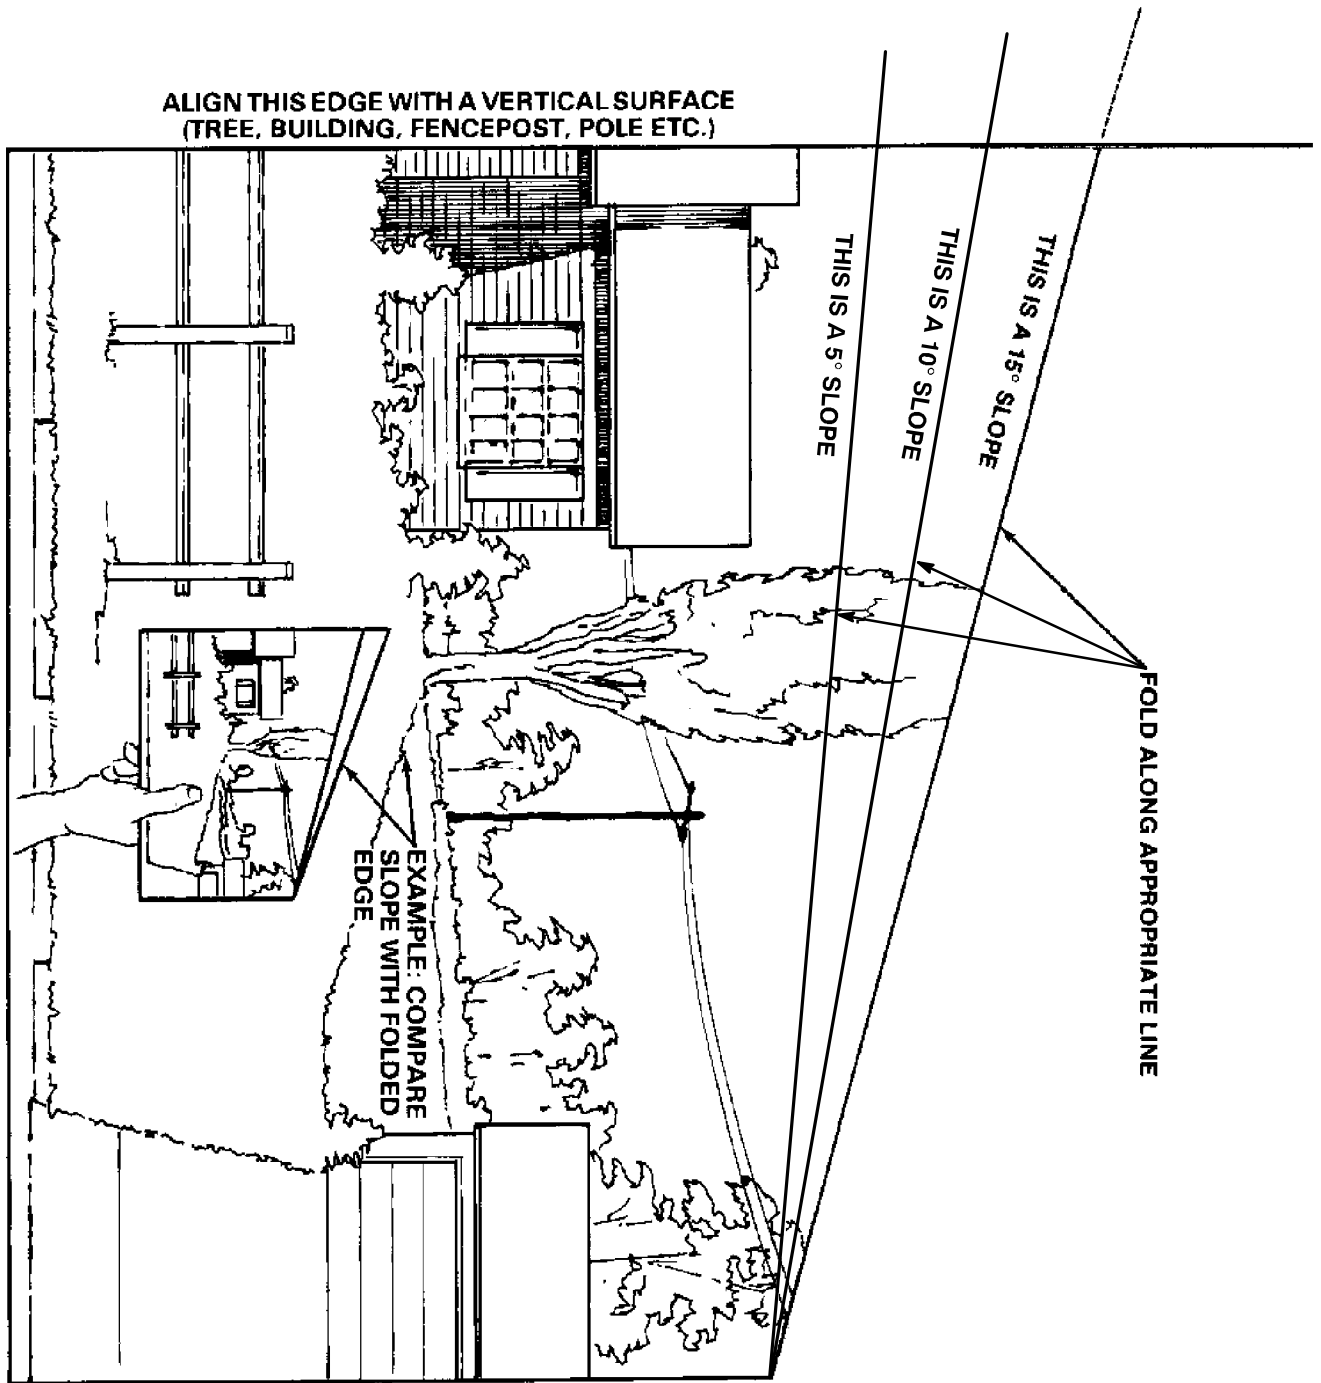 ALIGN THIS EDGE WITH A VERTICAL SURFACE
(TREE, BUILDING, FENCEPOST, POLE ETC.)
THIS IS A 15° SLOPE
THIS IS A 10° SLOPE
THIS IS A 5° SLOPE
FOLD ALONG APPROPRIATE LINE
EXAMPLE: COMPARE
SLOPE WITH FOLDED
EDGE